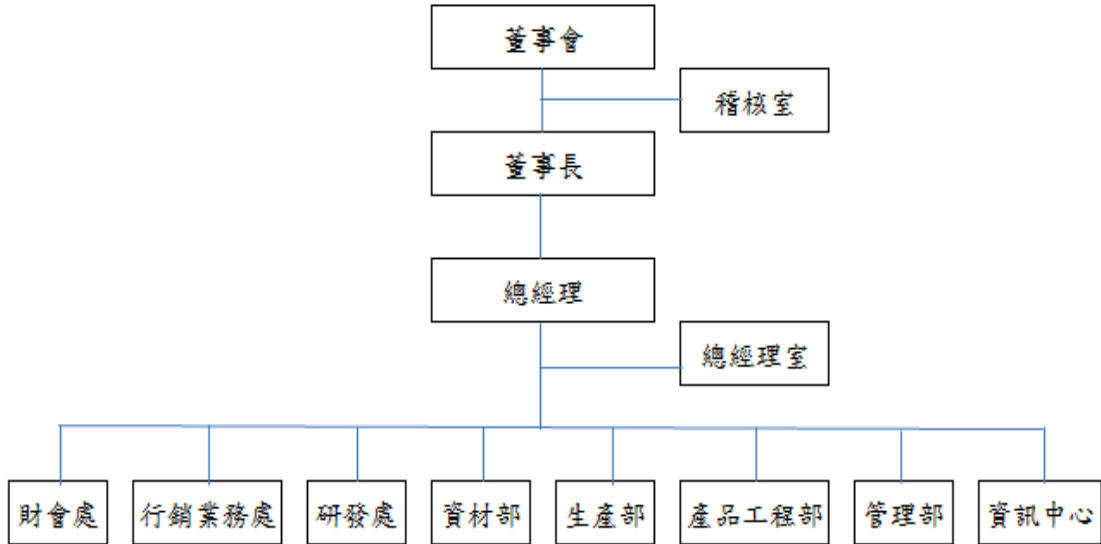 董事會
稽核室
董事長
總經理
總經理室
財會處
行銷業務處
研發處
資材部
生產部
產品工程部
管理部
資訊中心